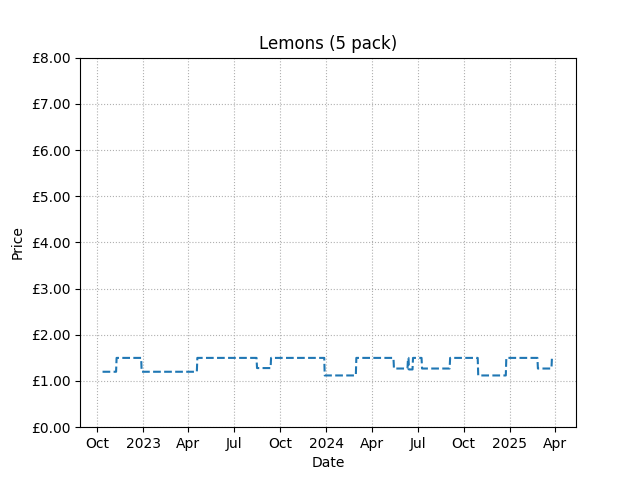 Lemons (5 pack)
£8.00
£7.00
£6.00
£5.00
£4.00
£3.00
£2.00
£1.00
£0.00
Price
Oct 2023 Apr Jul Oct 2024 Apr Jul Oct 2025 Apr
Date